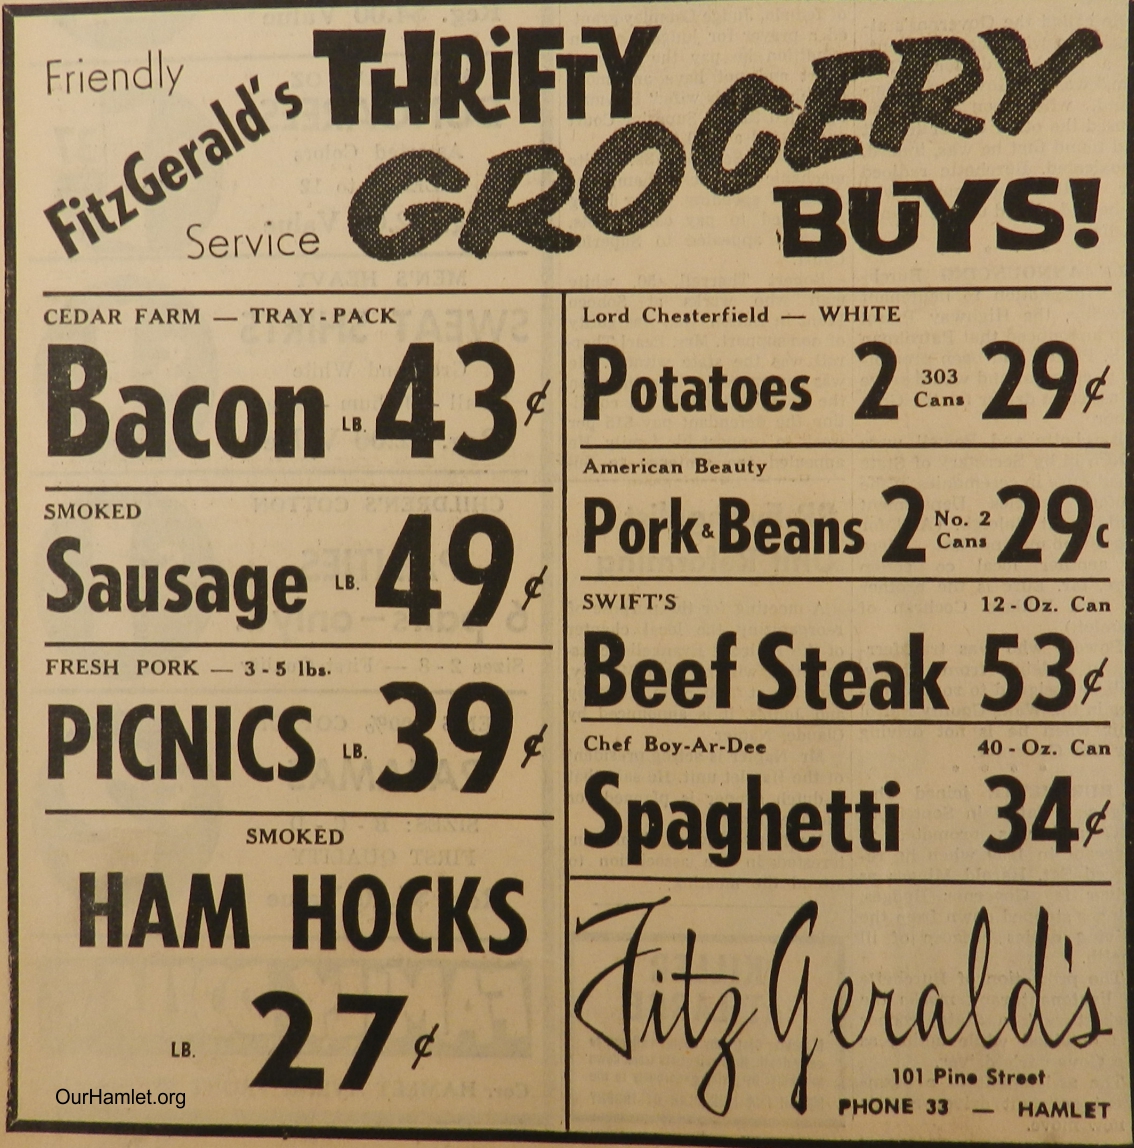 Friendly
FitzGerald's
Service
THRiFTY
GROCERY
BUYS!
CEDAR FARM — TRAY-PACK
Bacon LB. 43¢
SMOKED
Sausage LB. 49¢
FRESH PORK — 3-5 lbs.
PICNICS LB. 39¢
SMOKED
HAM HOCKS
LB. 27¢
Lord Chesterfield — WHITE
Potatoes 2 303 Cans 29¢
American Beauty
Pork & Beans 2 No. 2 Cans 29c
SWIFT'S 12-Oz. Can
Beef Steak 53¢
Chef Boy-Ar-Dee 40-Oz. Can
Spaghetti 34¢
FitzGerald's
101 Pine Street
PHONE 33 — HAMLET
OurHamlet.org